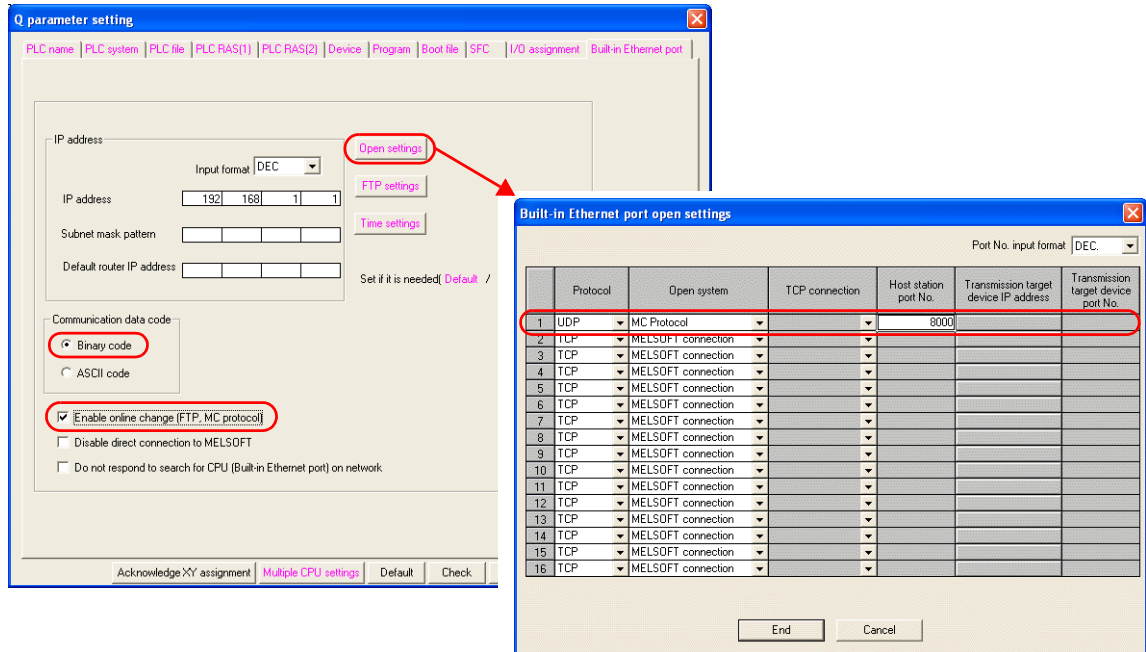 Q parameter setting
PLC name PLC system PLC file PLC RAS(1) PLC RAS(2) Device Program Boot file SFC I/O assignment Built-in Ethernet port
IP address
Input format DEC
IP address 192 168 1 1
Subnet mask pattern
Default router IP address
Open settings
FTP settings
Time settings
Set if it is needed( Default /
Communication data code
Binary code
ASCII code
Enable online change (FTP, MC protocol)
Disable direct connection to MELSOFT
Do not respond to search for CPU (Built-in Ethernet port) on network
Acknowledge XY assignment Multiple CPU settings Default Check
Built-in Ethernet port open settings
Port No. input format DEC.
Protocol Open system TCP connection Host station port No. Transmission target device IP address Transmission target device port No.
1 UDP MC Protocol 8000
2 TCP MELSOFT connection
3 TCP MELSOFT connection
4 TCP MELSOFT connection
5 TCP MELSOFT connection
6 TCP MELSOFT connection
7 TCP MELSOFT connection
8 TCP MELSOFT connection
9 TCP MELSOFT connection
10 TCP MELSOFT connection
11 TCP MELSOFT connection
12 TCP MELSOFT connection
13 TCP MELSOFT connection
14 TCP MELSOFT connection
15 TCP MELSOFT connection
16 TCP MELSOFT connection
End Cancel